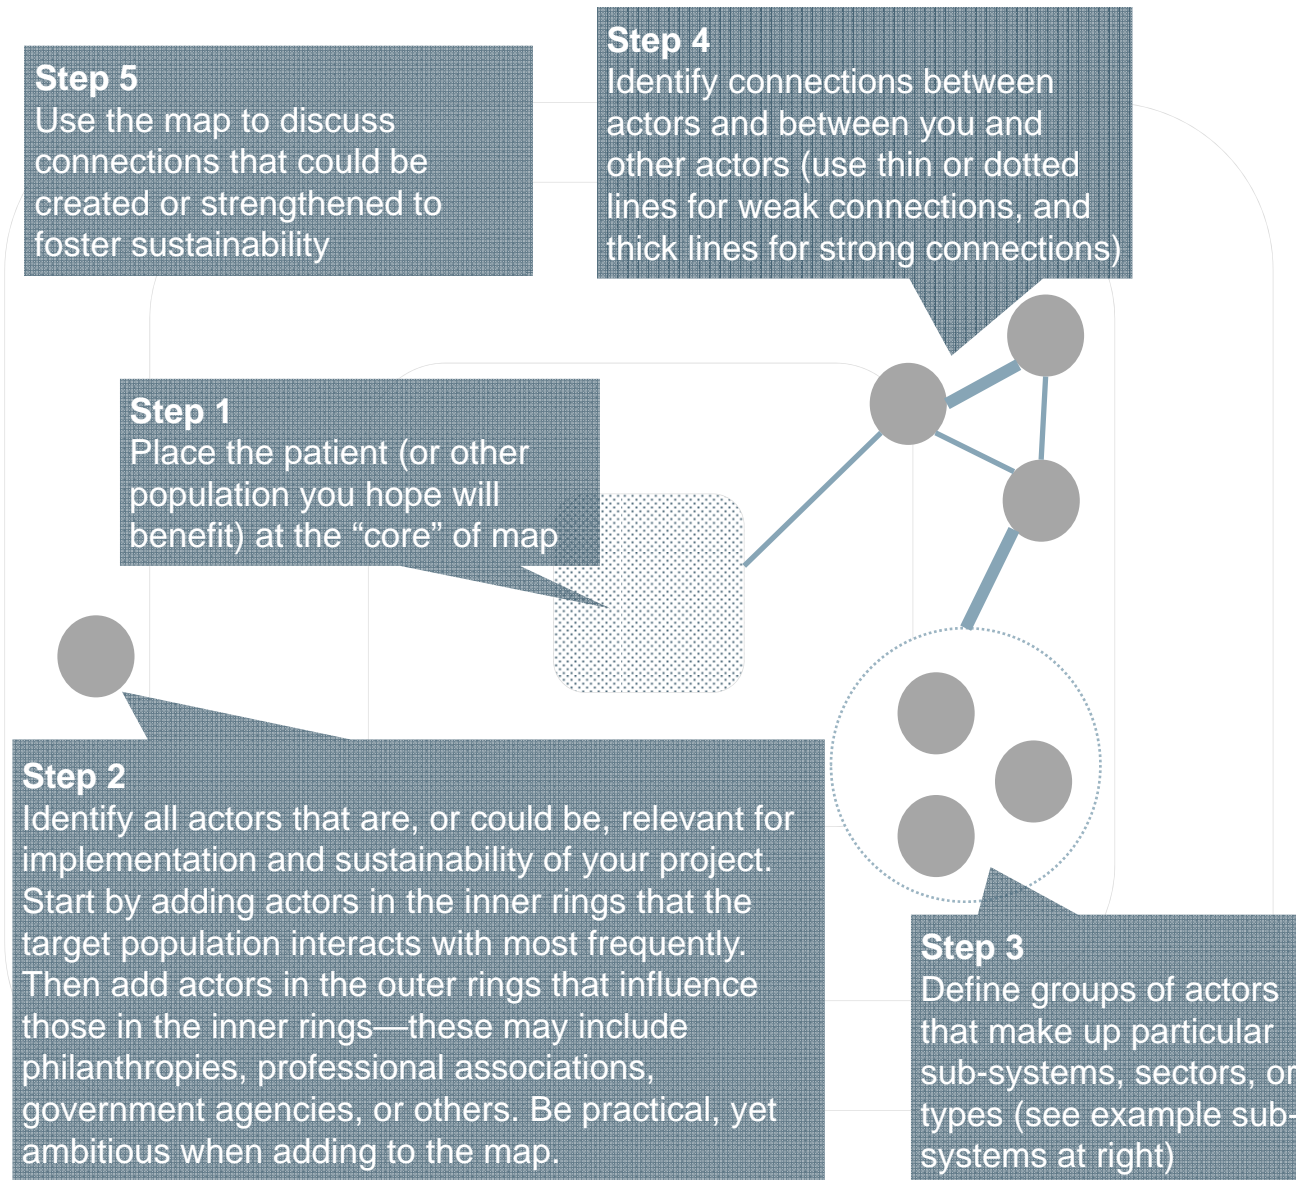 Step 5
Use the map to discuss
connections that could be
created or strengthened to
foster sustainability
Step 4
Identify connections between
actors and between you and
other actors (use thin or dotted
lines for weak connections, and
thick lines for strong connections)
Step 1
Place the patient (or other
population you hope will
benefit) at the “core” of map
Step 2
Identify all actors that are, or could be, relevant for
implementation and sustainability of your project.
Start by adding actors in the inner rings that the
target population interacts with most frequently.
Then add actors in the outer rings that influence
those in the inner rings—these may include
philanthropies, professional associations,
government agencies, or others. Be practical, yet
ambitious when adding to the map.
Step 3
Define groups of actors
that make up particular
sub-systems, sectors, or
types (see example sub-
systems at right)